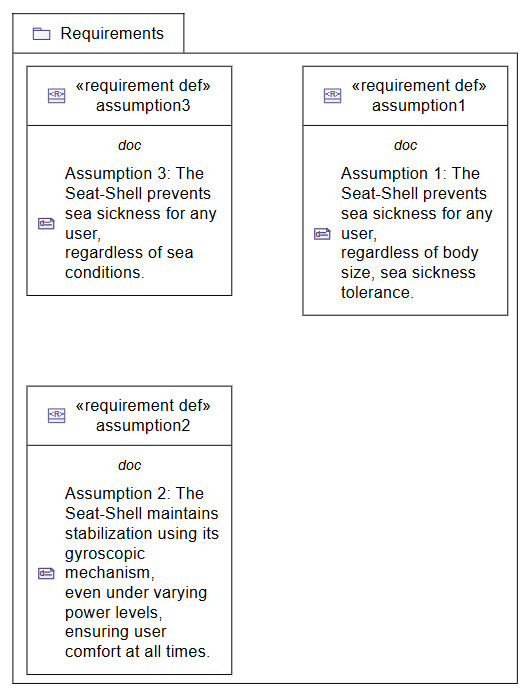 Requirements
«requirement def»
assumption3
doc
Assumption 3: The
Seat-Shell prevents
sea sickness for any
user,
regardless of sea
conditions.
«requirement def»
assumption1
doc
Assumption 1: The
Seat-Shell prevents
sea sickness for any
user,
regardless of body
size, sea sickness
tolerance.
«requirement def»
assumption2
doc
Assumption 2: The
Seat-Shell maintains
stabilization using its
gyroscopic
mechanism,
even under varying
power levels,
ensuring user
comfort at all times.